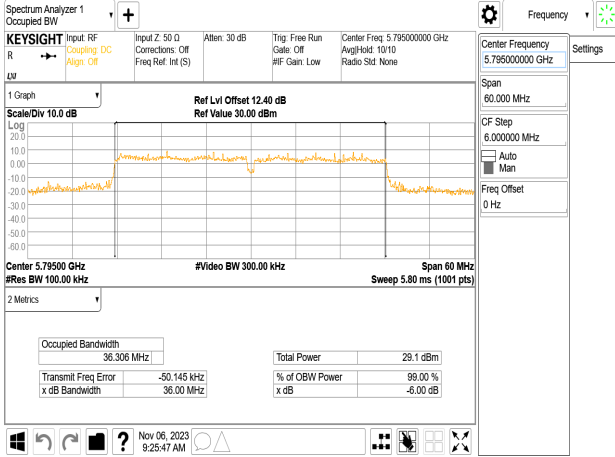 Spectrum Analyzer 1
Occupied BW
Frequency
KEYSIGHT
R
LXI
Input: RF
Coupling: DC
Align: Off
Input Z: 50 Ω
Corrections: Off
Freq Ref: Int (S)
Atten: 30 dB
Trig: Free Run
Gate: Off
#IF Gain: Low
Center Freq: 5.795000000 GHz
Avg|Hold: 10/10
Radio Std: None
Center Frequency
5.795000000 GHz
Settings
Span
60.000 MHz
CF Step
6.000000 MHz
Auto
Man
Freq Offset
0 Hz
1 Graph
Ref Lvl Offset 12.40 dB
Scale/Div 10.0 dB
Ref Value 30.00 dBm
Log
20.0
10.0
0.00
-10.0
-20.0
-30.0
-40.0
-50.0
-60.0
Center 5.79500 GHz
#Video BW 300.00 kHz
Span 60 MHz
#Res BW 100.00 kHz
Sweep 5.80 ms (1001 pts)
2 Metrics
Occupied Bandwidth
36.306 MHz
Total Power
29.1 dBm
Transmit Freq Error
-50.145 kHz
% of OBW Power
99.00 %
x dB Bandwidth
36.00 MHz
x dB
-6.00 dB
?
Nov 06, 2023
9:25:47 AM